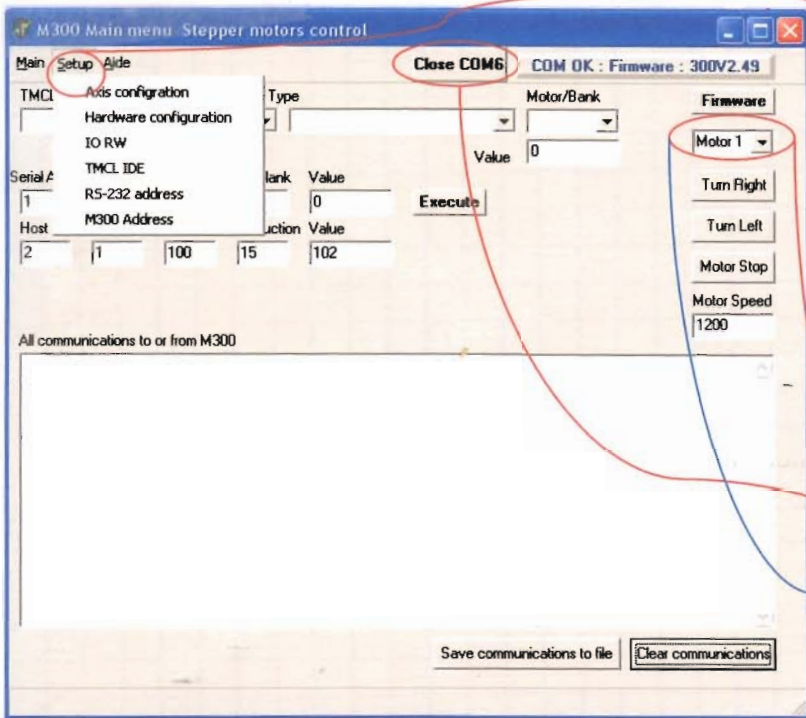 M300 Main menu Stepper motors control
Main Setup Aide
Close COM6
COM OK : Firmware : 300V2.49
Axis configration
Hardware configuration
IO RW
TMCL IDE
RS-232 address
M300 Address
TMCL
Type
Motor/Bank
Firmware
Value
0
Motor 1
Serial A
Value
1
0
Execute
Turn Right
Host
uction Value
2
1
100
15
102
Turn Left
Motor Stop
Motor Speed
1200
All communications to or from M300
Save communications to file
Clear communications